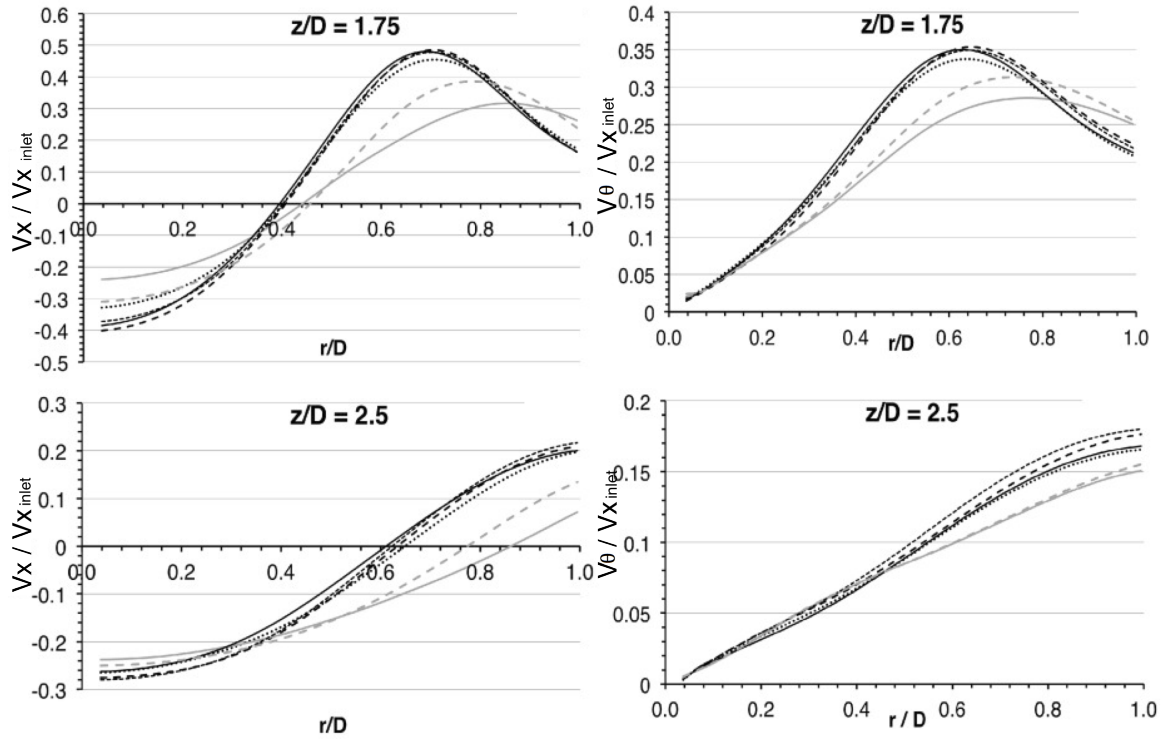 z/D = 1.75
Vx / Vx inlet
0.6
0.5
0.4
0.3
0.2
0.1
0
-0.1
-0.2
-0.3
-0.4
-0.5
0.0 0.2 0.4 0.6 0.8 1.0
r/D
z/D = 1.75
Vθ / Vx inlet
0.4
0.35
0.3
0.25
0.2
0.15
0.1
0.05
0
0.0 0.2 0.4 0.6 0.8 1.0
r/D
z/D = 2.5
Vx / Vx inlet
0.3
0.2
0.1
0
-0.1
-0.2
-0.3
0.0 0.2 0.4 0.6 0.8 1.0
r/D
z/D = 2.5
Vθ / Vx inlet
0.2
0.15
0.1
0.05
0
0.0 0.2 0.4 0.6 0.8 1.0
r / D